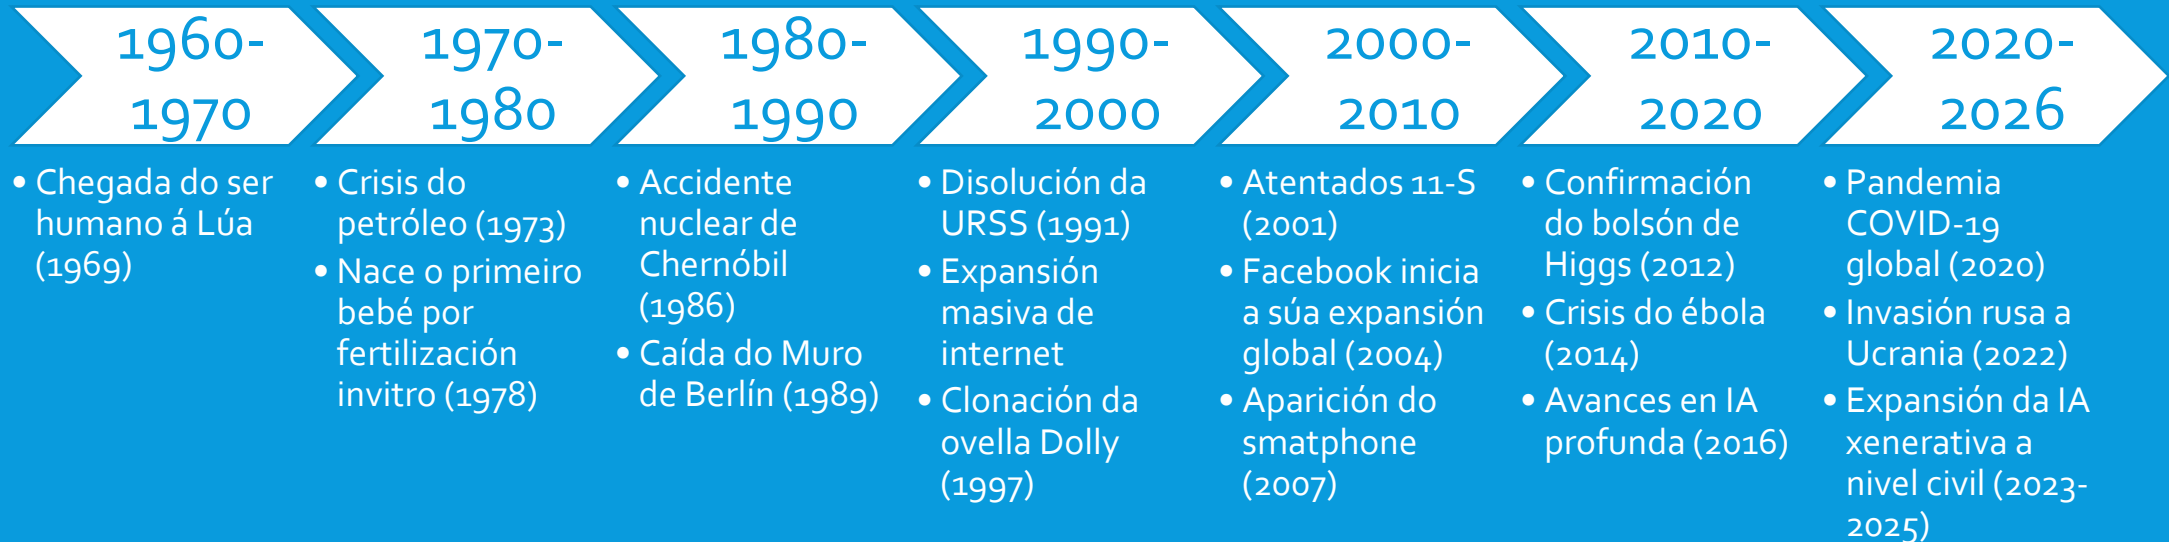 1960-
1970
• Chegada do ser
humano á Lúa
(1969)
1970-
1980
• Crisis do
petróleo (1973)
• Nace o primeiro
bebé por
fertilización
invitro (1978)
1980-
1990
• Accidente
nuclear de
Chernóbil
(1986)
• Caída do Muro
de Berlín (1989)
1990-
2000
• Disolución da
URSS (1991)
• Expansión
masiva de
internet
• Clonación da
ovella Dolly
(1997)
2000-
2010
• Atentados 11-S
(2001)
• Facebook inicia
a súa expansión
global (2004)
• Aparición do
smatphone
(2007)
2010-
2020
• Confirmación
do bolsón de
Higgs (2012)
• Crisis do ébola
(2014)
• Avances en IA
profunda (2016)
2020-
2026
• Pandemia
COVID-19
global (2020)
• Invasión rusa a
Ucrania (2022)
• Expansión da IA
xenerativa a
nivel civil (2023-
2025)